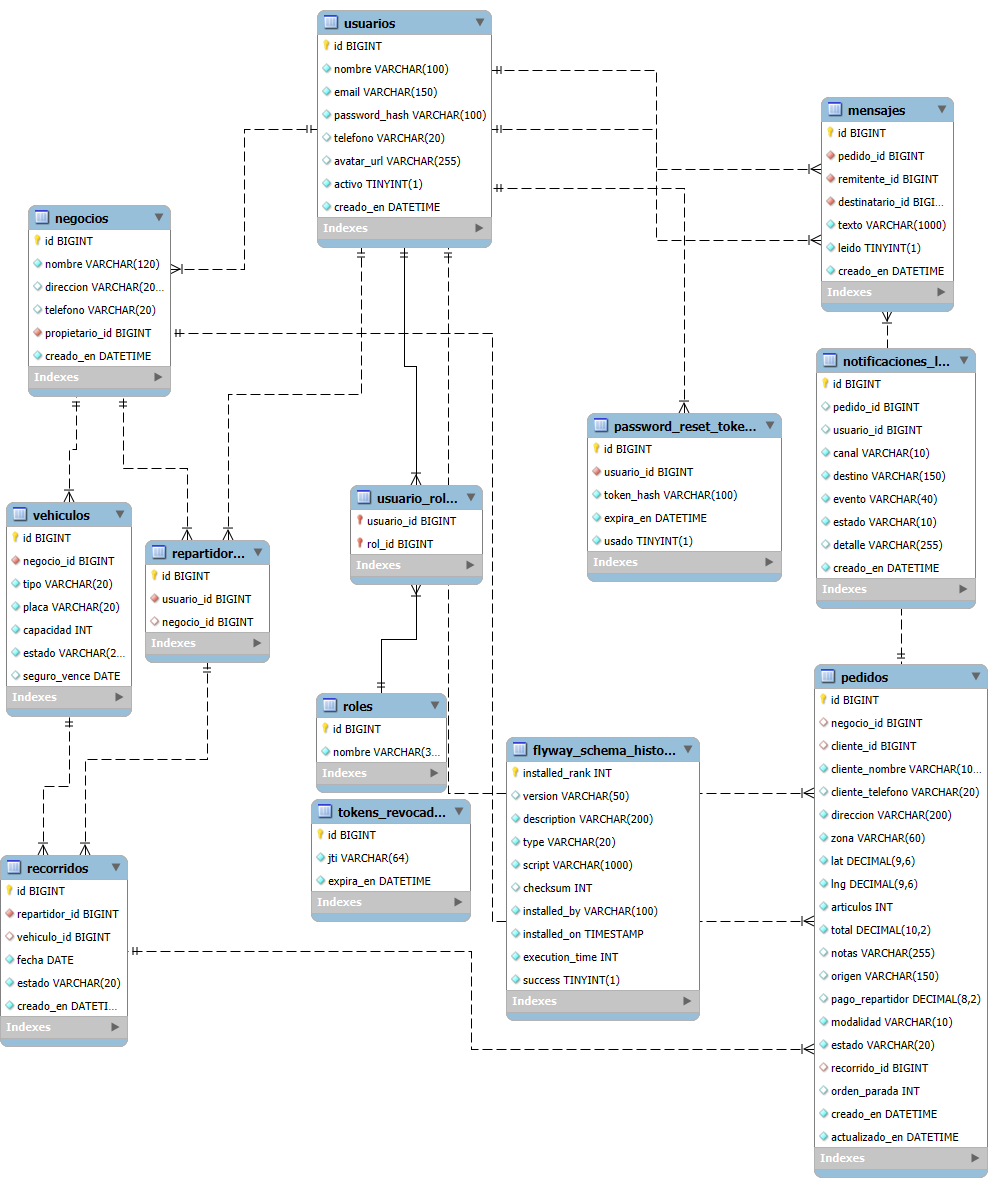 usuarios
id BIGINT
nombre VARCHAR(100)
email VARCHAR(150)
password_hash VARCHAR(100)
telefono VARCHAR(20)
avatar_url VARCHAR(255)
activo TINYINT(1)
creado_en DATETIME
Indexes
mensajes
id BIGINT
pedido_id BIGINT
remitente_id BIGINT
destinatario_id BIGI...
texto VARCHAR(1000)
leido TINYINT(1)
creado_en DATETIME
Indexes
negocios
id BIGINT
nombre VARCHAR(120)
direccion VARCHAR(20...
telefono VARCHAR(20)
propietario_id BIGINT
creado_en DATETIME
Indexes
notificaciones_l...
id BIGINT
pedido_id BIGINT
usuario_id BIGINT
canal VARCHAR(10)
destino VARCHAR(150)
evento VARCHAR(40)
estado VARCHAR(10)
detalle VARCHAR(255)
creado_en DATETIME
Indexes
password_reset_toke...
id BIGINT
usuario_id BIGINT
token_hash VARCHAR(100)
expira_en DATETIME
usado TINYINT(1)
Indexes
usuario_rol...
usuario_id BIGINT
rol_id BIGINT
Indexes
vehiculos
id BIGINT
negocio_id BIGINT
tipo VARCHAR(20)
placa VARCHAR(20)
capacidad INT
estado VARCHAR(2...
seguro_vence DATE
Indexes
repartidor...
id BIGINT
usuario_id BIGINT
negocio_id BIGINT
Indexes
pedidos
id BIGINT
negocio_id BIGINT
cliente_id BIGINT
cliente_nombre VARCHAR(10...
cliente_telefono VARCHAR(20)
direccion VARCHAR(200)
zona VARCHAR(60)
lat DECIMAL(9,6)
lng DECIMAL(9,6)
articulos INT
total DECIMAL(10,2)
notas VARCHAR(255)
origen VARCHAR(150)
pago_repartidor DECIMAL(8,2)
modalidad VARCHAR(10)
estado VARCHAR(20)
recorrido_id BIGINT
orden_parada INT
creado_en DATETIME
actualizado_en DATETIME
Indexes
roles
id BIGINT
nombre VARCHAR(3...
Indexes
flyway_schema_histo...
installed_rank INT
version VARCHAR(50)
description VARCHAR(200)
type VARCHAR(20)
script VARCHAR(1000)
checksum INT
installed_by VARCHAR(100)
installed_on TIMESTAMP
execution_time INT
success TINYINT(1)
Indexes
tokens_revocad...
id BIGINT
jti VARCHAR(64)
expira_en DATETIME
Indexes
recorridos
id BIGINT
repartidor_id BIGINT
vehiculo_id BIGINT
fecha DATE
estado VARCHAR(20)
creado_en DATETI...
Indexes